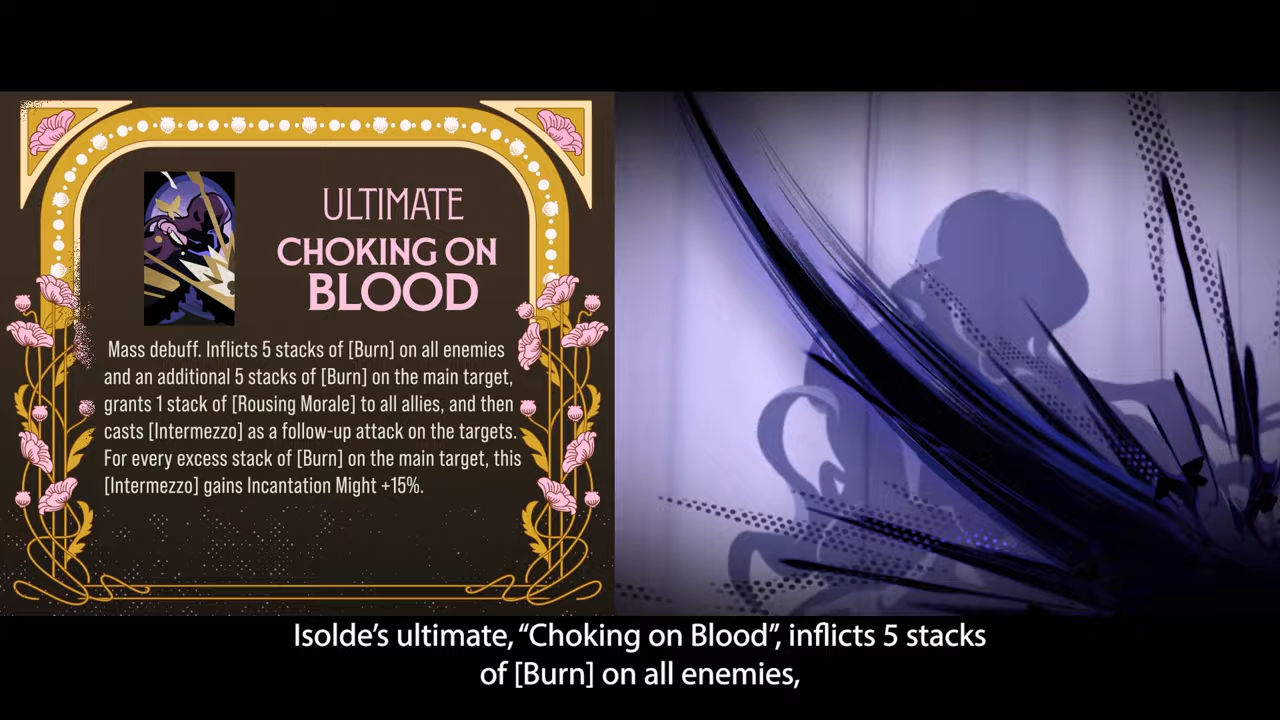 ULTIMATE
CHOKING ON
BLOOD
Mass debuff. Inflicts 5 stacks of [Burn] on all enemies
and an additional 5 stacks of [Burn] on the main target,
grants 1 stack of [Rousing Morale] to all allies, and then
casts [Intermezzo] as a follow-up attack on the targets.
For every excess stack of [Burn] on the main target, this
[Intermezzo] gains Incantation Might +15%.
Isolde’s ultimate, “Choking on Blood”, inflicts 5 stacks
of [Burn] on all enemies,